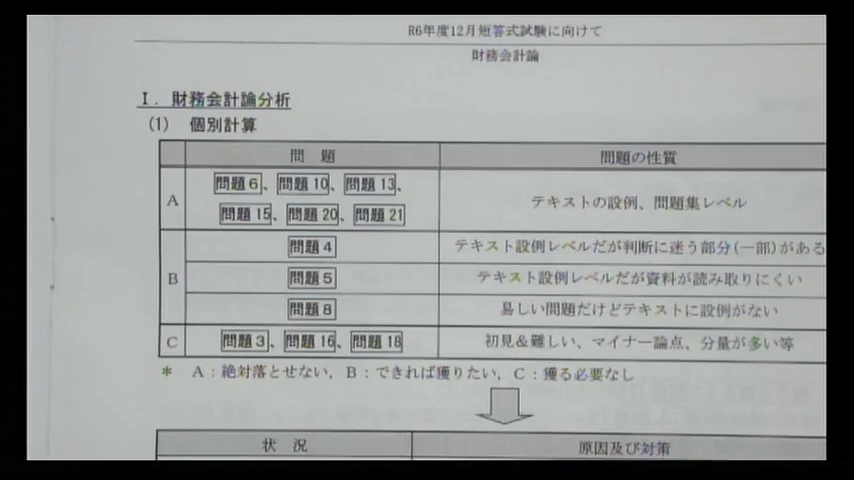 R6年度12月短答式試験に向けて
財務会計論
Ⅰ. 財務会計論分析
(1) 個別計算
問 題 問題の性質
A 問題6、問題10、問題13、 テキストの設例、問題集レベル
問題15、問題20、問題21
B 問題4 テキスト設例レベルだが判断に迷う部分(一部)がある
問題5 テキスト設例レベルだが資料が読み取りにくい
問題8 易しい問題だけどテキストに設例がない
C 問題3、問題16、問題18 初見&難しい、マイナー論点、分量が多い等
* A:絶対落とせない, B:できれば獲りたい, C:獲る必要なし
状 況 原因及び対策